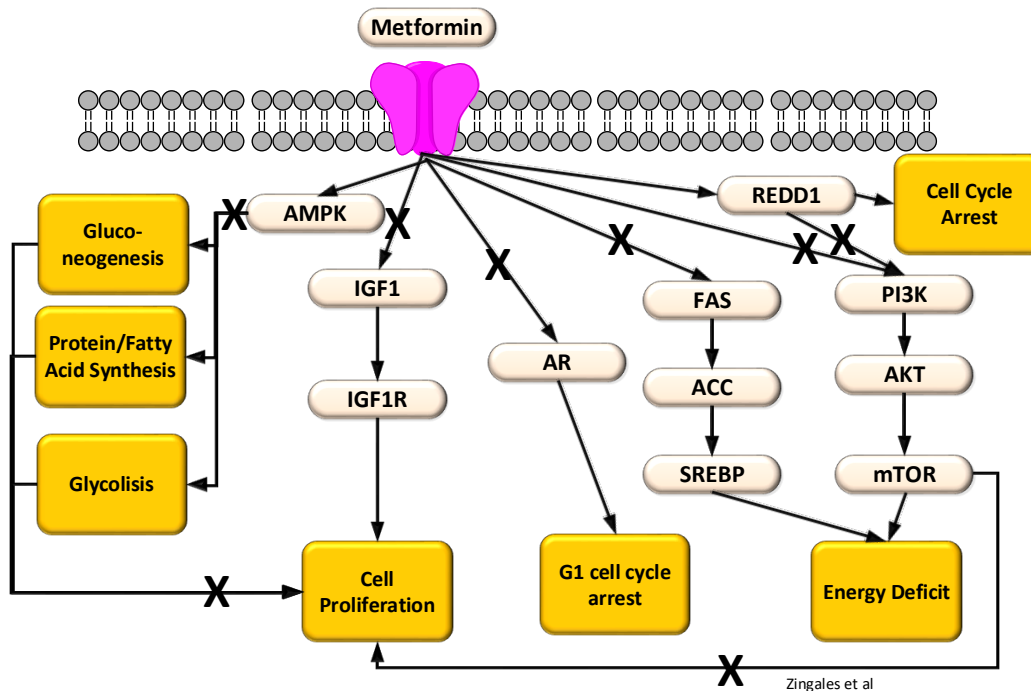 Metformin
REDD1
Cell Cycle
Arrest
X
AMPK
X
Gluco-
neogenesis
X
X
X
X
IGF1
FAS
PI3K
Protein/Fatty
Acid Synthesis
AR
IGF1R
ACC
AKT
Glycolisis
SREBP
mTOR
Cell
Proliferation
X
G1 cell cycle
arrest
Energy Deficit
X
Zingales et al